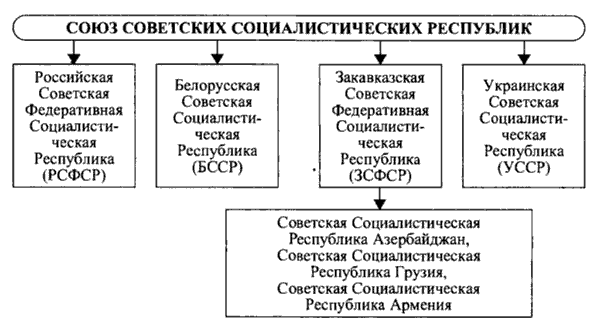 СОЮЗ СОВЕТСКИХ СОЦИАЛИСТИЧЕСКИХ РЕСПУБЛИК
Российская
Советская
Федеративная
Социалисти-
ческая
Республика
(РСФСР)
Белорусская
Советская
Социалисти-
ческая
Республика
(БССР)
Закавказская
Советская
Федеративная
Социалисти-
ческая
Республика
(ЗСФСР)
Украинская
Советская
Социалисти-
ческая
Республика
(УССР)
Советская Социалистическая
Республика Азербайджан,
Советская Социалистическая
Республика Грузия,
Советская Социалистическая
Республика Армения